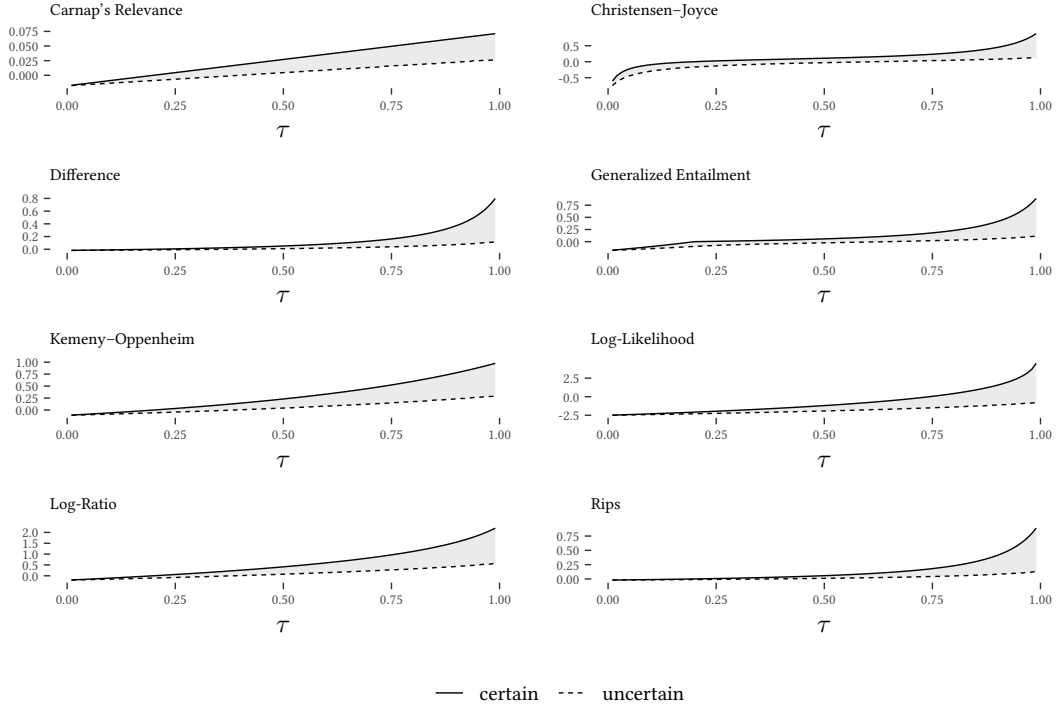 Carnap's Relevance
0.075
0.050
0.025
0.000
0.00 0.25 0.50 0.75 1.00
τ
Christensen–Joyce
0.5
0.0
-0.5
0.00 0.25 0.50 0.75 1.00
τ
Difference
0.8
0.6
0.4
0.2
0.0
0.00 0.25 0.50 0.75 1.00
τ
Generalized Entailment
0.75
0.50
0.25
0.00
0.00 0.25 0.50 0.75 1.00
τ
Kemeny–Oppenheim
1.00
0.75
0.50
0.25
0.00
0.00 0.25 0.50 0.75 1.00
τ
Log-Likelihood
2.5
0.0
-2.5
0.00 0.25 0.50 0.75 1.00
τ
Log-Ratio
2.0
1.5
1.0
0.5
0.0
0.00 0.25 0.50 0.75 1.00
τ
Rips
0.75
0.50
0.25
0.00
0.00 0.25 0.50 0.75 1.00
τ
certain uncertain